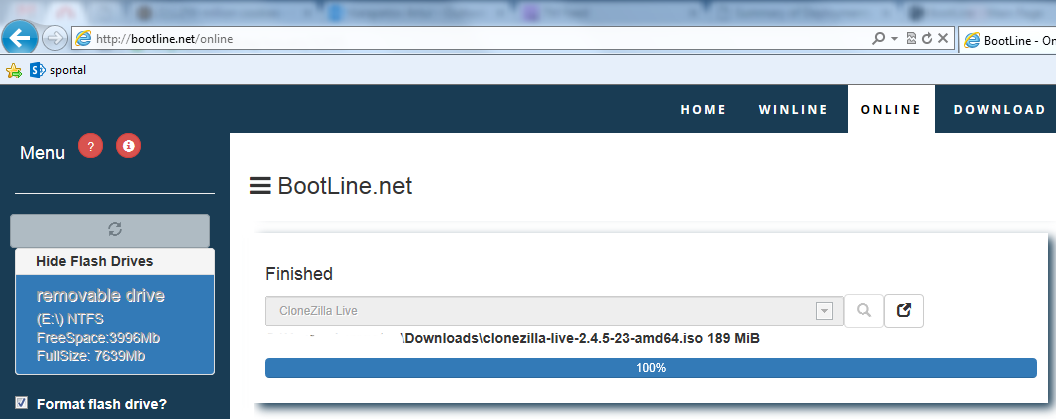 http://bootline.net/online
BootLine - On
sportal
HOME WINLINE ONLINE DOWNLOAD
Menu ?
BootLine.net
Hide Flash Drives
removable drive
(E:\) NTFS
FreeSpace:3996Mb
FullSize: 7639Mb
Format flash drive?
Finished
CloneZilla Live
\Downloads\clonezilla-live-2.4.5-23-amd64.iso 189 MiB
100%